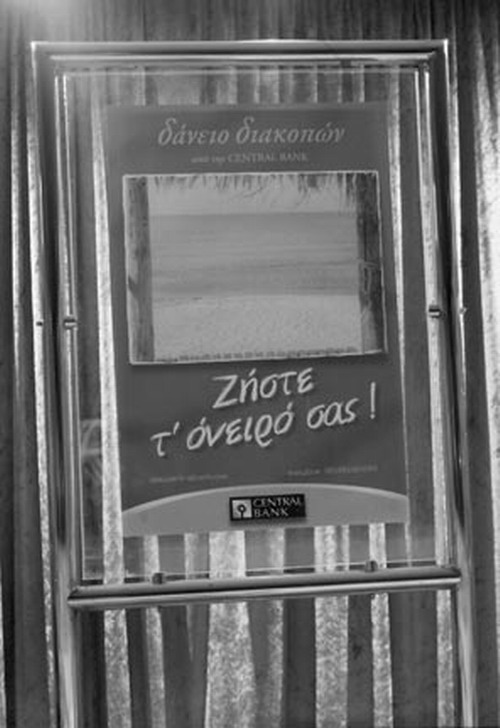 δάνειο διακοπών
από την CENTRAL BANK
Ζήστε
τ' όνειρό σας!
CENTRAL
BANK